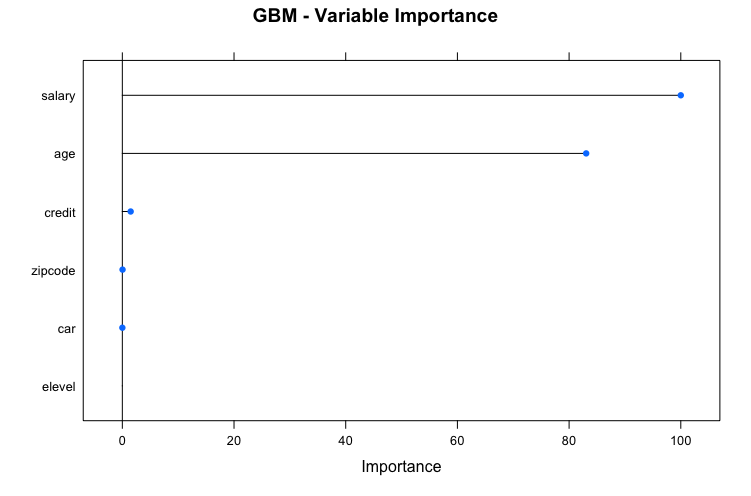 GBM - Variable Importance
salary
age
credit
zipcode
car
elevel
0 20 40 60 80 100
Importance